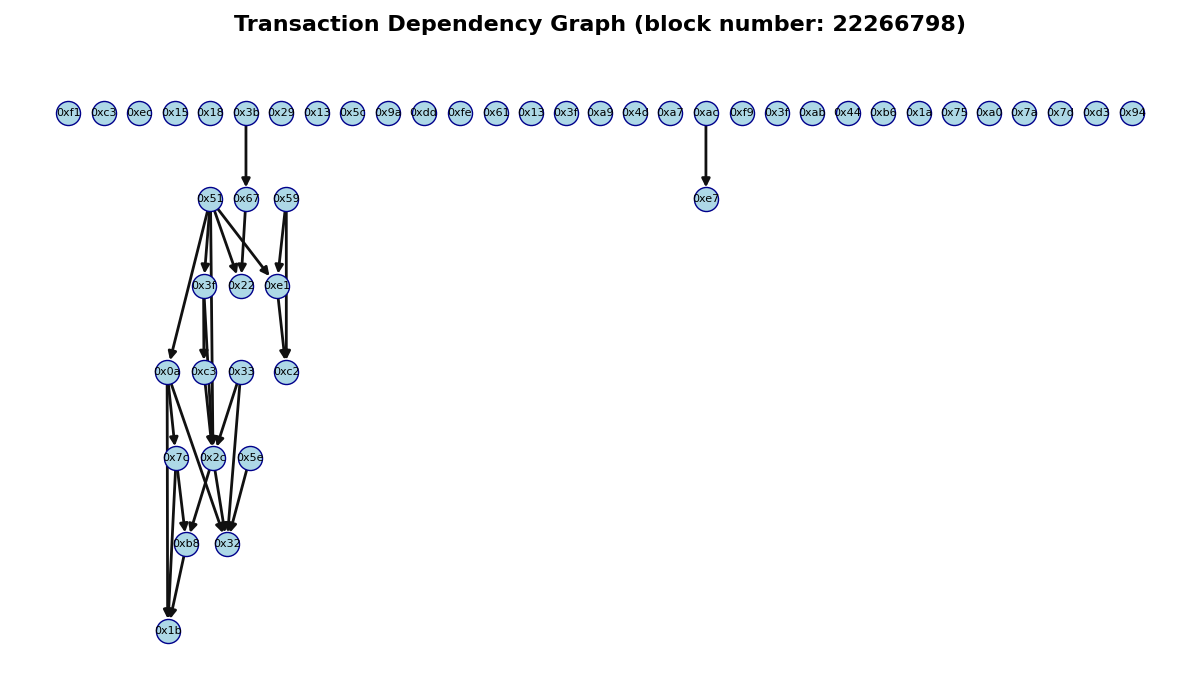 Transaction Dependency Graph (block number: 22266798)
0xf1 0xc3 0xec 0x15 0x18 0x3b 0x29 0x13 0x5c 0x9a 0xdd 0xfe 0x61 0x13 0x3f 0xa9 0x4d 0xa7 0xac 0xf9 0x3f 0xab 0x44 0xb6 0x1a 0x75 0xa0 0x7a 0x7d 0xd3 0x94
0x51 0x67 0x59 0xe7
0x3f 0x22 0xe1
0x0a 0xc3 0x33 0xc2
0x7c 0x2c 0x5e
0xb8 0x32
0x1b